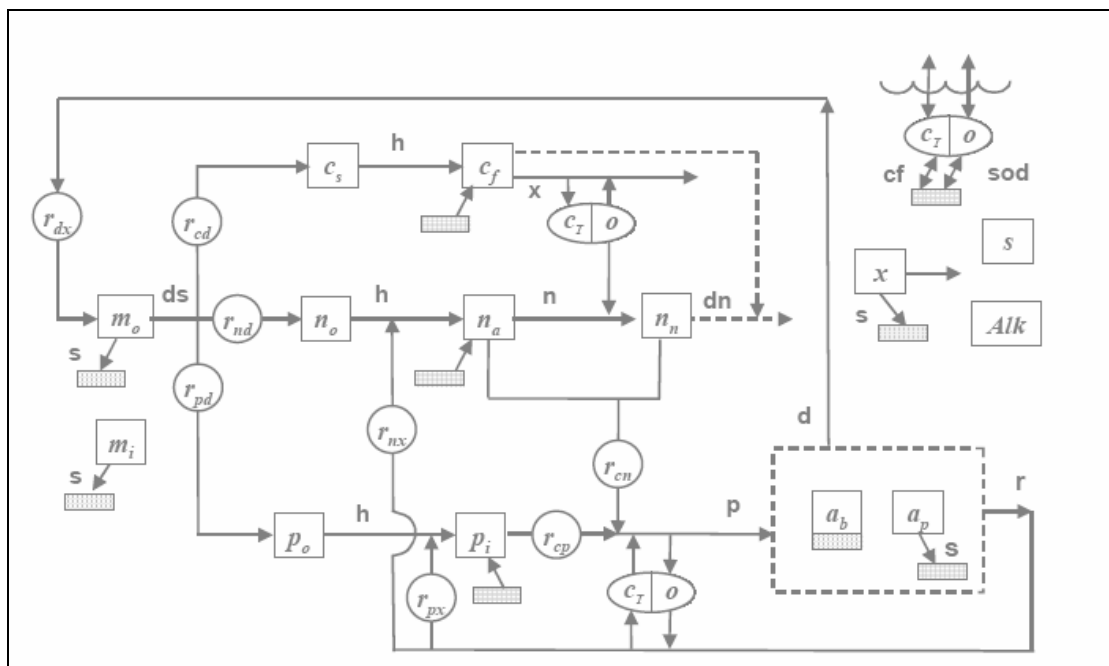 c_T o
cf sod
h
c_s c_f
x
r_dx r_cd c_T o
s
x
ds h n dn
m_o r_nd n_o n_a n_n
Alk
s
s
r_pd
m_i r_nx
d
s r_cn
r
h p
a_b a_p
p_o p_i r_cp
s
c_T o
r_px